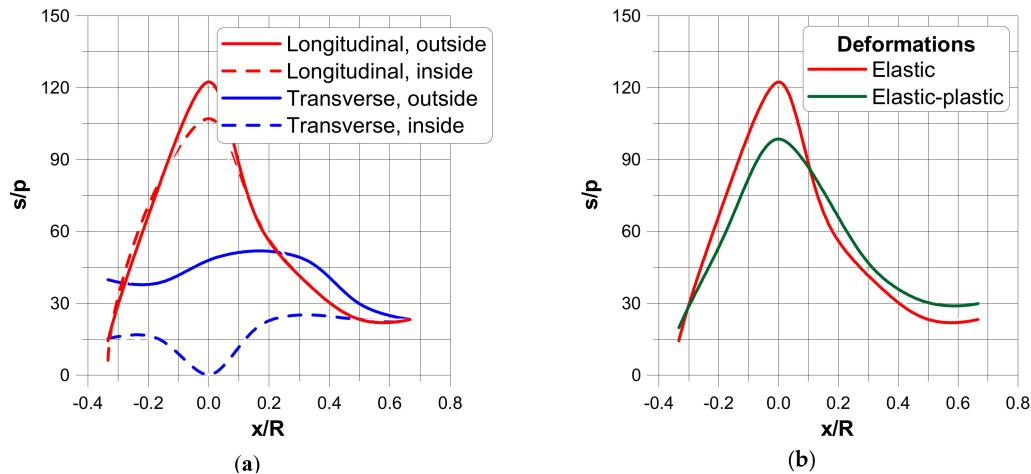 150
120
90
60
30
0
s/p
Longitudinal, outside
Longitudinal, inside
Transverse, outside
Transverse, inside
-0.4 -0.2 0.0 0.2 0.4 0.6 0.8
x/R
(a)
150
120
90
60
30
0
s/p
Deformations
Elastic
Elastic-plastic
-0.4 -0.2 0.0 0.2 0.4 0.6 0.8
x/R
(b)